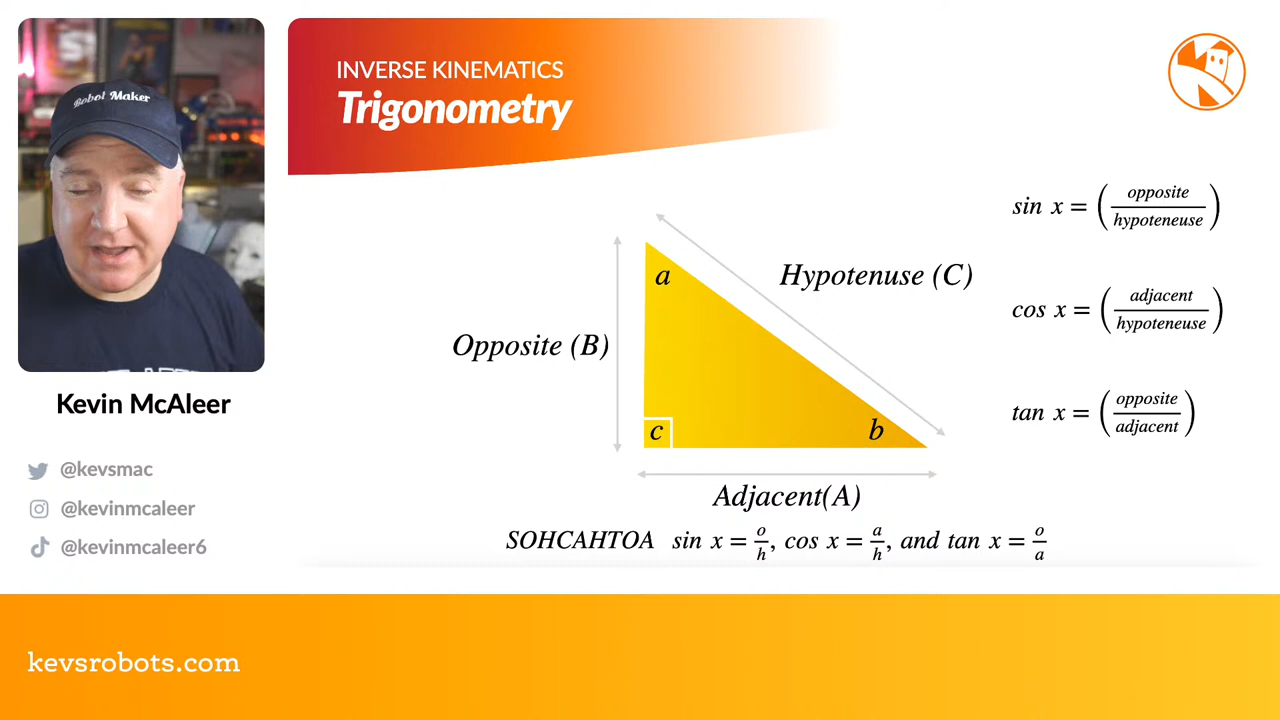 Robot Maker
Kevin McAleer
@kevsmac
@kevinmcaleer
@kevinmcaleer6
INVERSE KINEMATICS
Trigonometry
a
Hypotenuse (C)
Opposite (B)
c
b
Adjacent(A)
sin x = (opposite/hypoteneuse)
cos x = (adjacent/hypoteneuse)
tan x = (opposite/adjacent)
SOHCAHTOA sin x = o/h, cos x = a/h, and tan x = o/a
kevsrobots.com